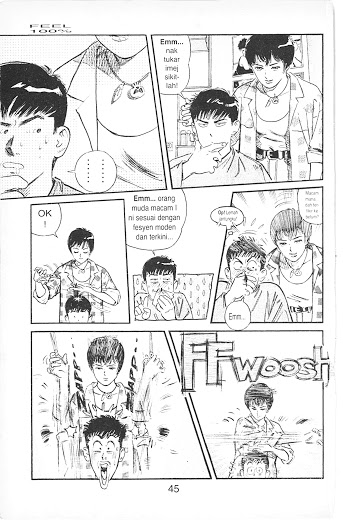 FEEL
100%
Emm...
nak
tukar
imej
sikit-
lah!
OK
!
Emm... orang
muda macam I
ni sesuai dengan
fesyen moden
dan terkini...
Emm..
FFWOOSH
45